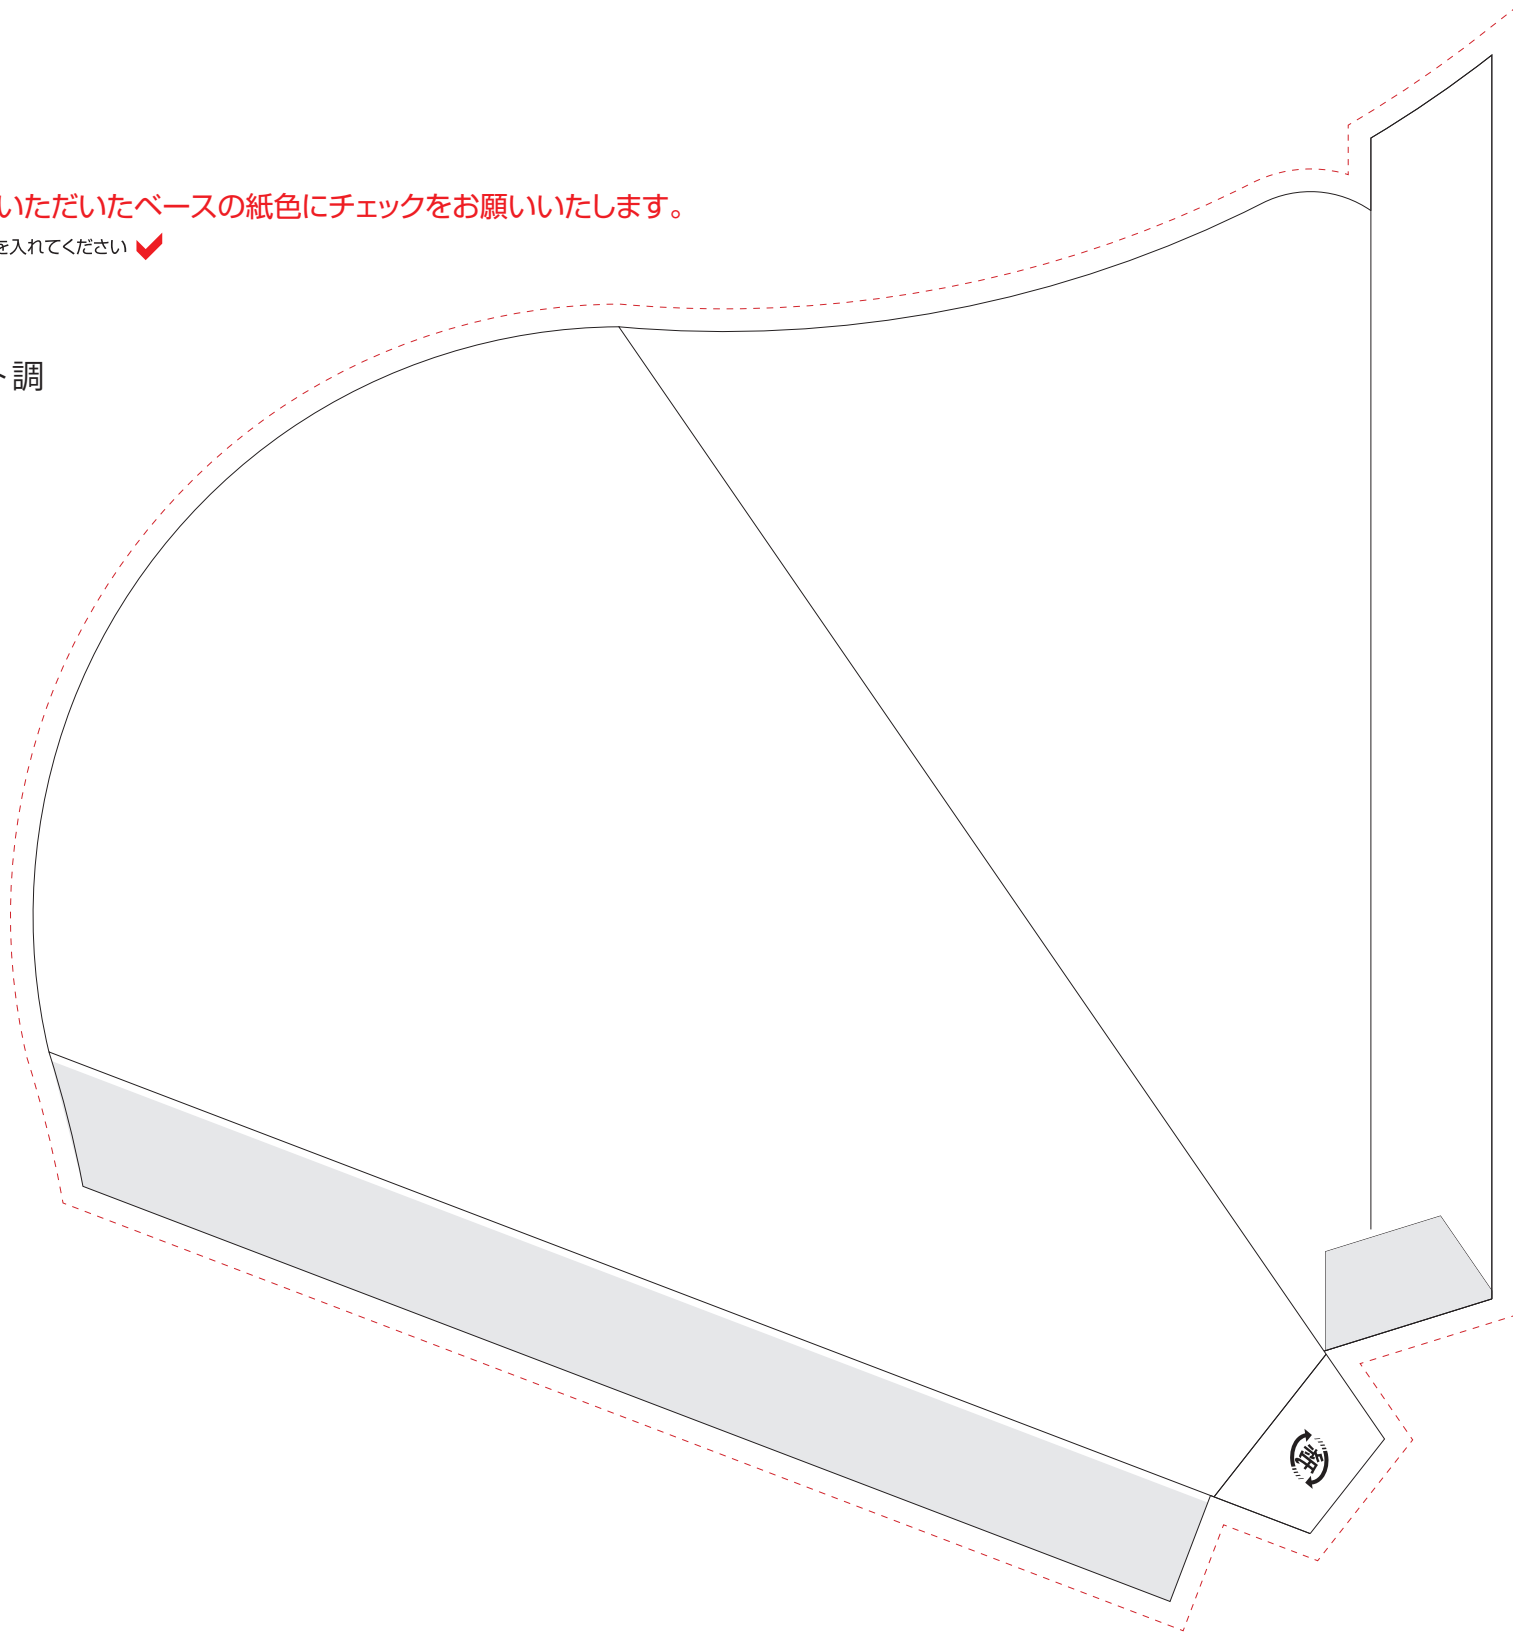 いただいたベースの紙色にチェックをお願いいたします。
を入れてください
ト調
紙